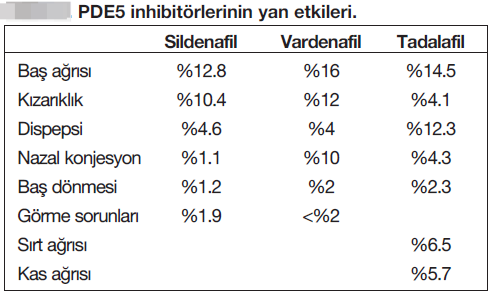 PDE5 inhibitörlerinin yan etkileri.
Sildenafil Vardenafil Tadalafil
Baş ağrısı %12.8 %16 %14.5
Kızarıklık %10.4 %12 %4.1
Dispepsi %4.6 %4 %12.3
Nazal konjesyon %1.1 %10 %4.3
Baş dönmesi %1.2 %2 %2.3
Görme sorunları %1.9 <%2
Sırt ağrısı %6.5
Kas ağrısı %5.7